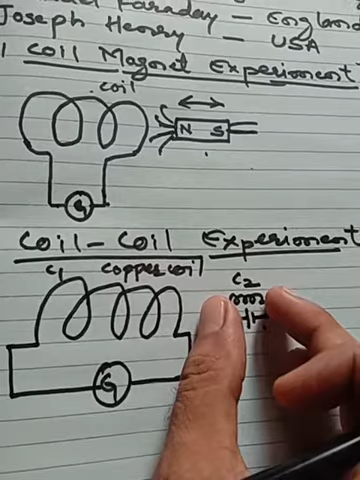 Faraday - England
Joseph Henry - USA
1 Coil Magnet Experiment
coil
N S
G
Coil - Coil Experiment
C1 copper coil
C2
G